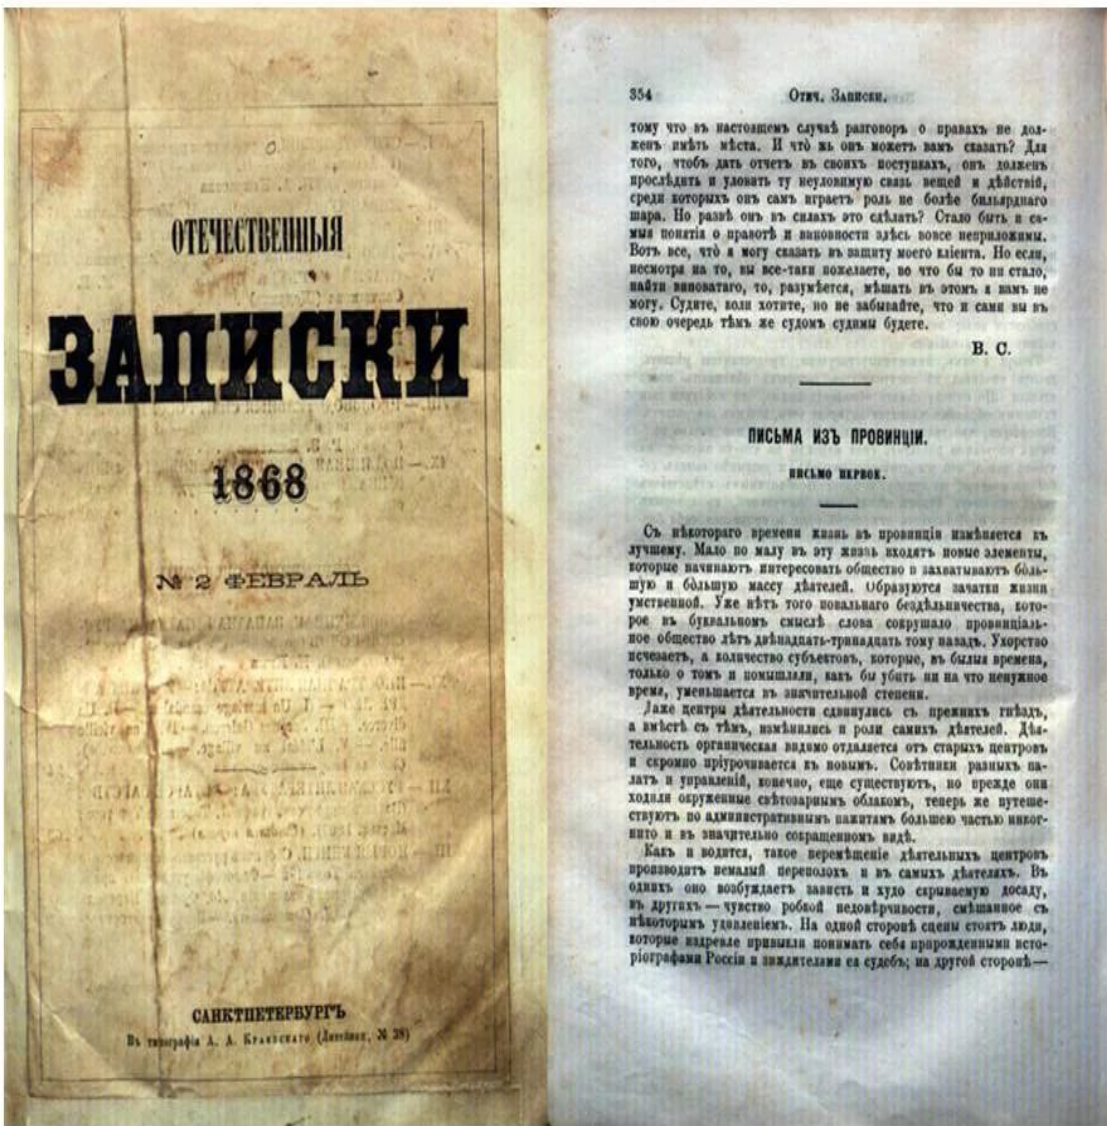 ОТЕЧЕСТВЕННЫЯ
ЗАПИСКИ
1868
№ 2 ФЕВРАЛЬ
САНКТПЕТЕРБУРГЪ
Въ типографіи А. А. Краевскаго (Литейная, № 38)
354 Отеч. Записки.
тому что въ настоящемъ случаѣ разговоръ о правахъ не дол-
женъ имѣть мѣста. И что̀ жь онъ можетъ вамъ сказать? Для
того, чтобъ дать отчетъ въ своихъ поступкахъ, онъ долженъ
прослѣдить и уловить ту неуловимую связь вещей и дѣйствій,
среди которыхъ онъ самъ играетъ роль не болѣе бильярднаго
шара. Но развѣ онъ въ силахъ это сдѣлать? Стало быть и са-
мыя понятія о правотѣ и виновности здѣсь вовсе неприложимы.
Вотъ все, что̀ я могу сказать въ защиту моего кліента. Но если,
несмотря на то, вы все-таки пожелаете, во что бы то ни стало,
найти виноватаго, то, разумѣется, мѣшать въ этомъ я вамъ не
могу. Судите, коли хотите, но не забывайте, что и сами вы въ
свою очередь тѣмъ же судомъ судимы будете.
В. С.
ПИСЬМА ИЗЪ ПРОВИНЦІИ.
ПИСЬМО ПЕРВОЕ.
Съ нѣкотораго времени жизнь въ провинціи измѣняется къ
лучшему. Мало по малу въ эту жизнь входятъ новые элементы,
которые начинаютъ интересовать общество и захватываютъ бо́ль-
шую и бо́льшую массу дѣятелей. Образуются зачатки жизни
умственной. Уже нѣтъ того повальнаго бездѣльничества, кото-
рое въ буквальномъ смыслѣ слова сокрушало провинціаль-
ное общество лѣтъ двѣнадцать-тринадцать тому назадъ. Ухорство
исчезаетъ, а количество субъектовъ, которые, въ былыя времена,
только о томъ и помышляли, какъ бы убить ни на что ненужное
время, уменьшается въ значительной степени.
Даже центры дѣятельности сдвинулись съ прежнихъ гнѣздъ,
а вмѣстѣ съ тѣмъ, измѣнились и роли самихъ дѣятелей. Дѣя-
тельность органическая видимо отдаляется отъ старыхъ центровъ
и скромно пріурочивается къ новымъ. Совѣтники разныхъ па-
латъ и управленій, конечно, еще существуютъ, но прежде они
ходили окруженные свѣтозарнымъ облакомъ, теперь же путеше-
ствуютъ по административнымъ пажитамъ большею частью инког-
нито и въ значительно сокращенномъ видѣ.
Какъ и водится, такое перемѣщеніе дѣятельныхъ центровъ
производитъ немалый переполохъ и въ самыхъ дѣятеляхъ. Въ
однихъ оно возбуждаетъ зависть и худо скрываемую досаду,
въ другихъ — чувство робкой недовѣрчивости, смѣшанное съ
нѣкоторымъ удивленіемъ. На одной сторонѣ сцены стоятъ люди,
которые издревле привыкли понимать себя прирожденными исто-
ріографами Россіи и зиждителями ея судебъ; на другой сторонѣ —